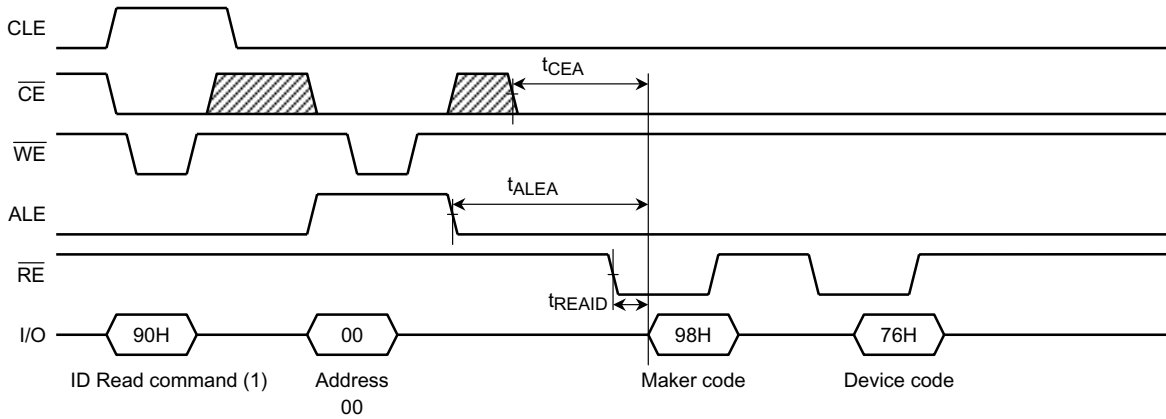 CLE
CE
tCEA
WE
tALEA
ALE
RE
tREAID
I/O 90H 00 98H 76H
ID Read command (1) Address Maker code Device code
00